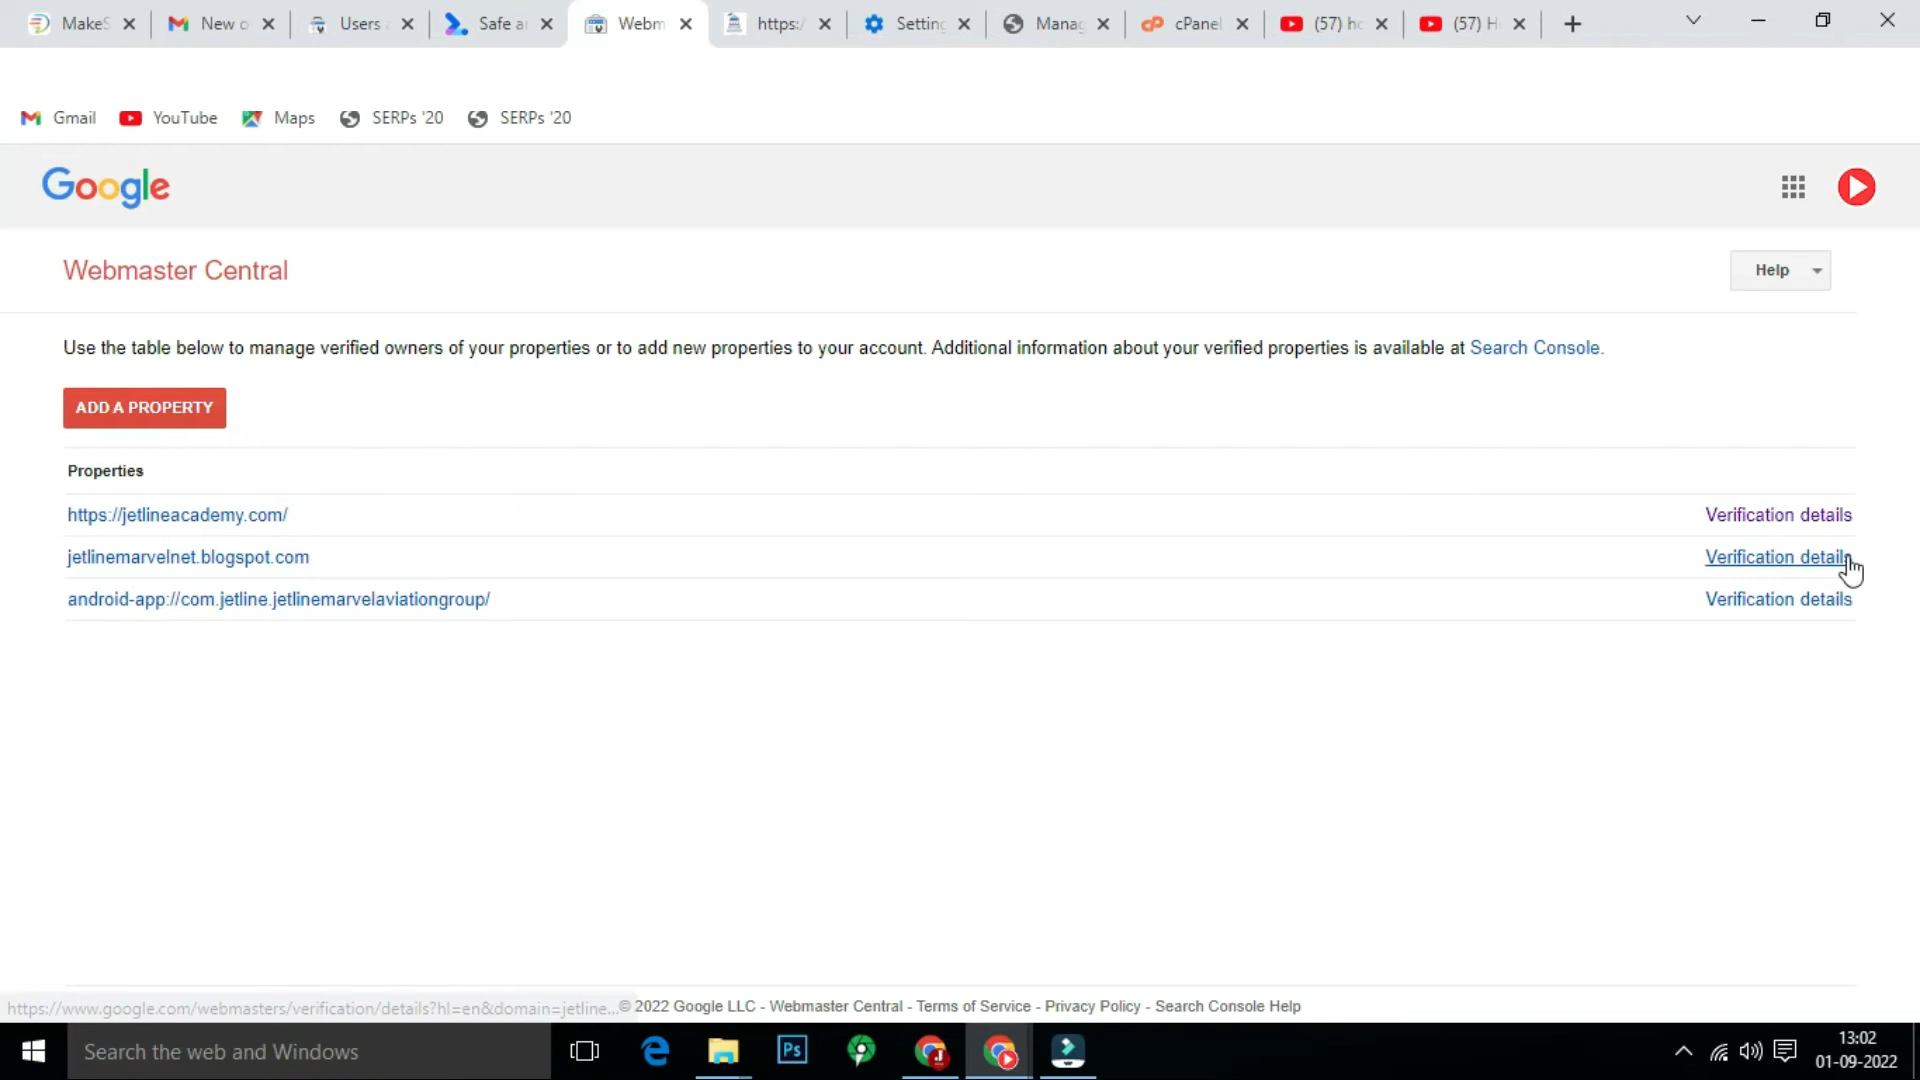 MakeS
New o
Users a
Safe an
Webm
https:/
Setting
Manag
cPanel
(57) ho
(57) H
Gmail
YouTube
Maps
SERPs '20
SERPs '20
Google
Webmaster Central
Help
Use the table below to manage verified owners of your properties or to add new properties to your account. Additional information about your verified properties is available at Search Console.
ADD A PROPERTY
Properties
https://jetlineacademy.com/
Verification details
jetlinemarvelnet.blogspot.com
Verification details
android-app://com.jetline.jetlinemarvelaviationgroup/
Verification details
https://www.google.com/webmasters/verification/details?hl=en&domain=jetline...
© 2022 Google LLC - Webmaster Central - Terms of Service - Privacy Policy - Search Console Help
Search the web and Windows
Ps
13:02
01-09-2022